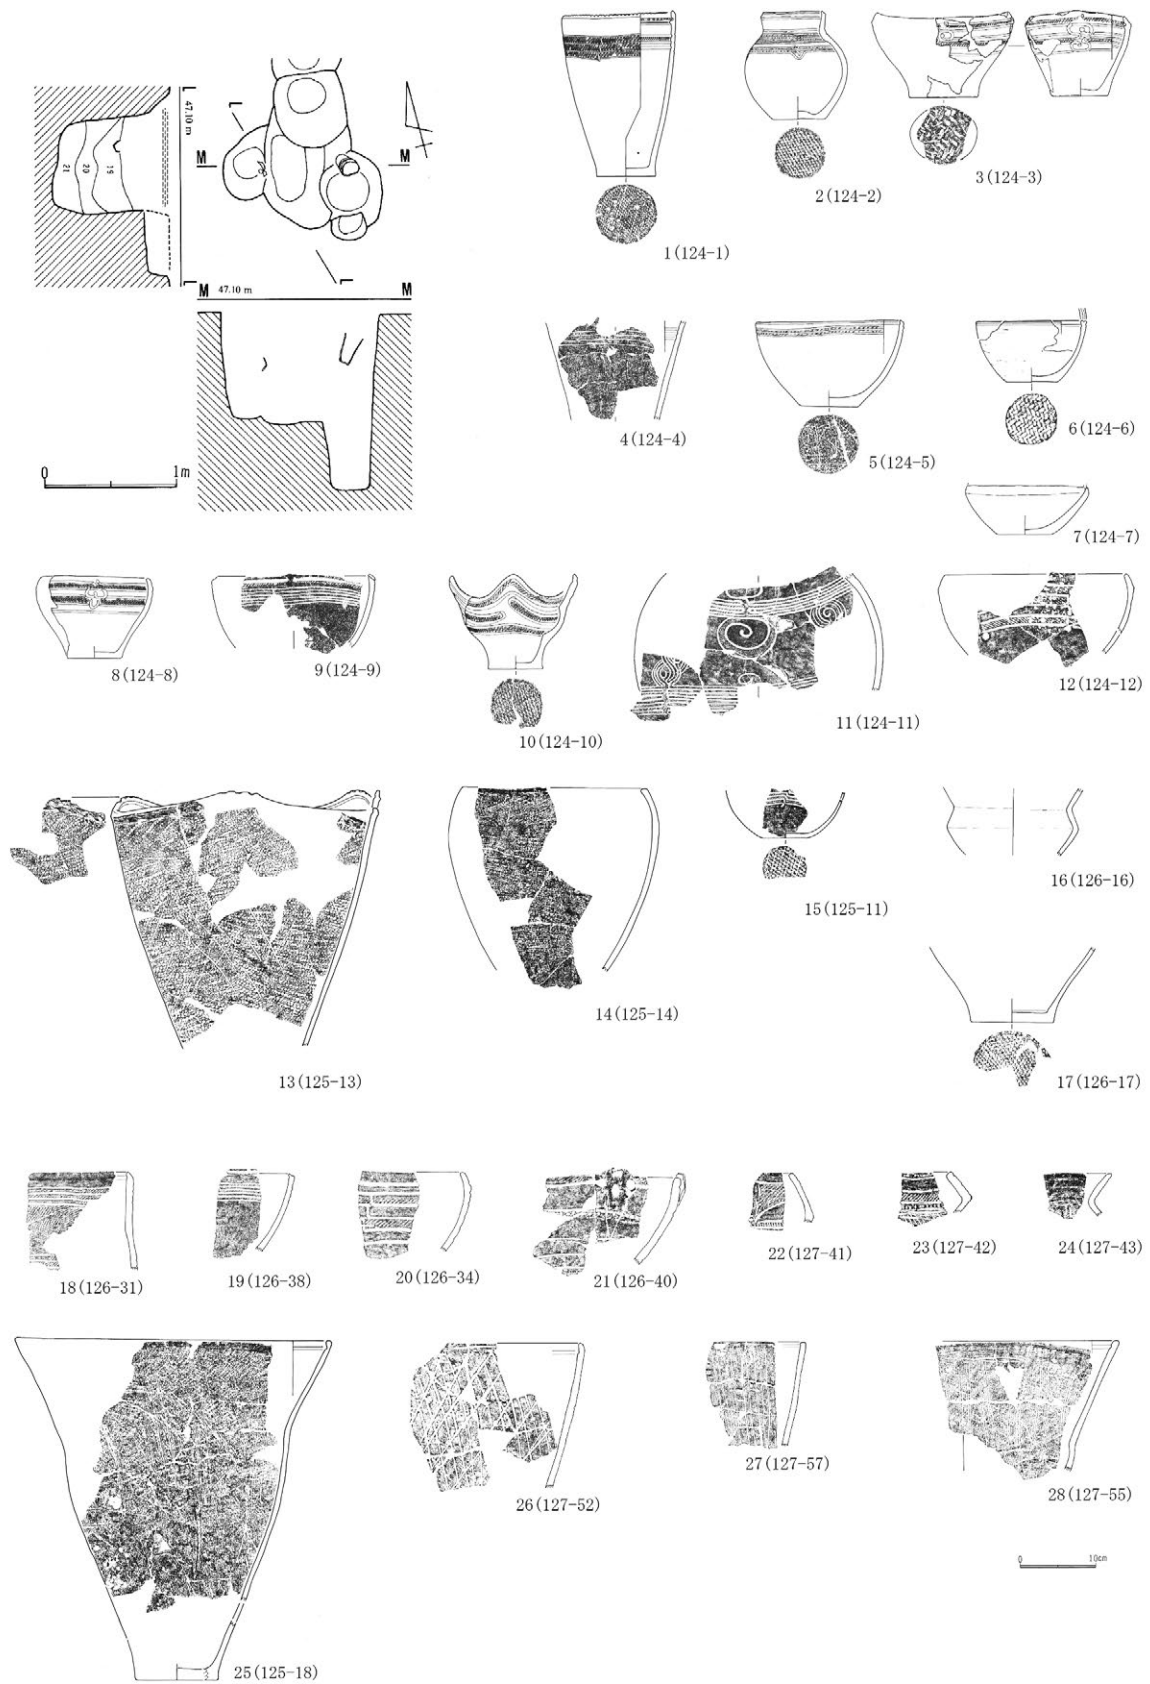 L
47.10 m
21
20
19
L
L
M
M
L
M
47.10 m
M
0
1m
1(124-1)
2(124-2)
3(124-3)
4(124-4)
5(124-5)
6(124-6)
7(124-7)
8(124-8)
9(124-9)
10(124-10)
11(124-11)
12(124-12)
13(125-13)
14(125-14)
15(125-11)
16(126-16)
17(126-17)
18(126-31)
19(126-38)
20(126-34)
21(126-40)
22(127-41)
23(127-42)
24(127-43)
25(125-18)
26(127-52)
27(127-57)
28(127-55)
0
10cm